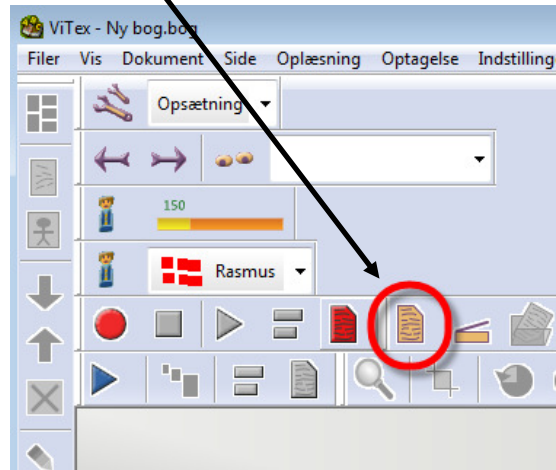 ViTex - Ny bog.bog
Filer Vis Dokument Side Oplæsning Optagelse Indstilling
Opsætning
150
Rasmus